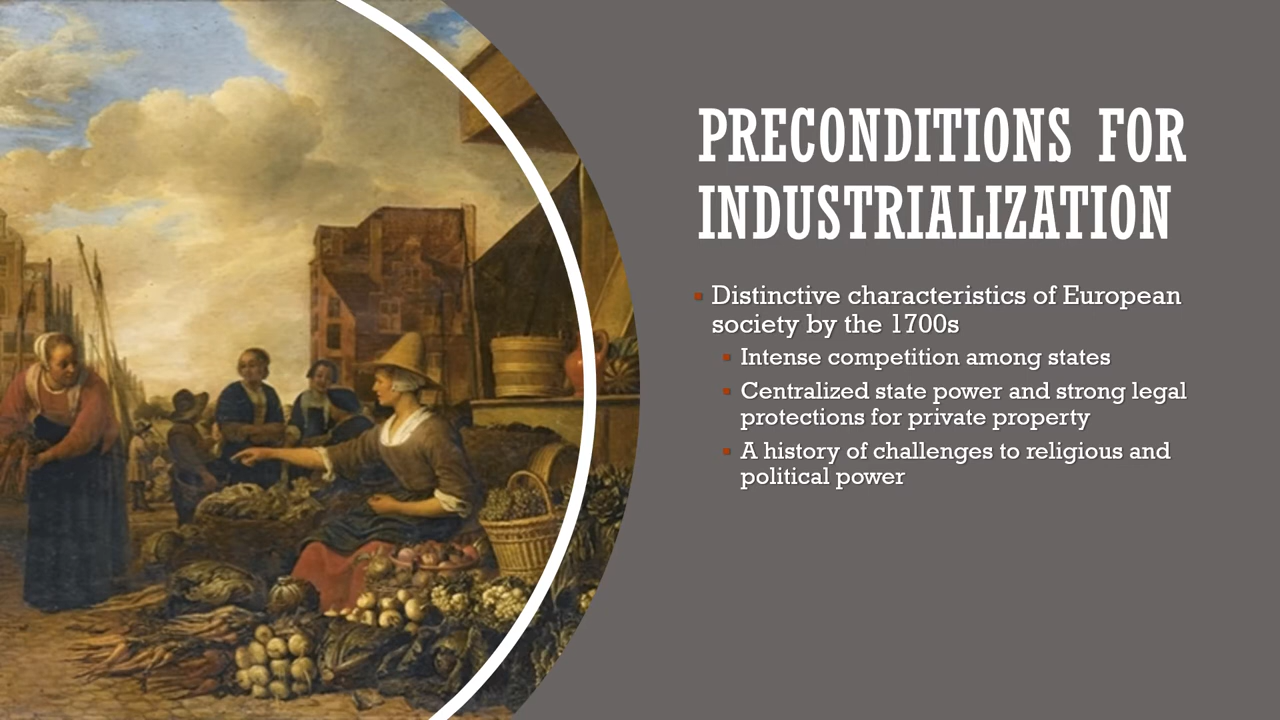 PRECONDITIONS FOR
INDUSTRIALIZATION
▪ Distinctive characteristics of European
society by the 1700s
▪ Intense competition among states
▪ Centralized state power and strong legal
protections for private property
▪ A history of challenges to religious and
political power